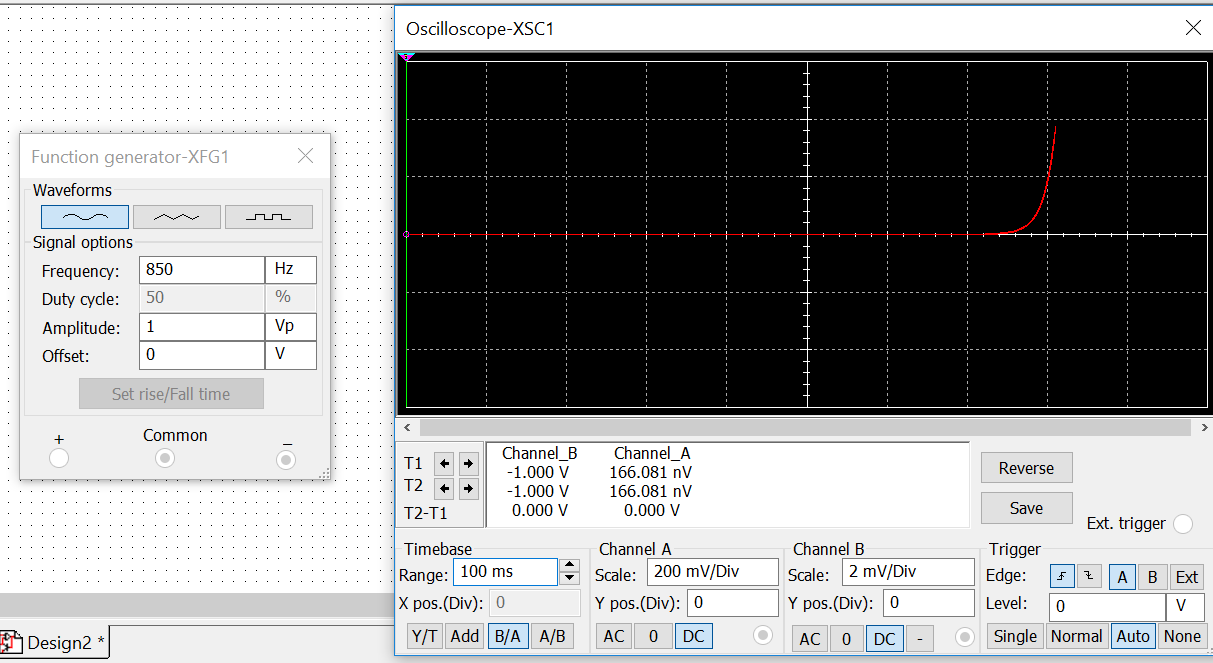 Oscilloscope-XSC1
Function generator-XFG1
Waveforms
Signal options
Frequency: 850 Hz
Duty cycle: 50 %
Amplitude: 1 Vp
Offset: 0 V
Set rise/Fall time
+ Common –
Channel_B Channel_A
T1 -1.000 V 166.081 nV
T2 -1.000 V 166.081 nV
T2-T1 0.000 V 0.000 V
Reverse
Save
Ext. trigger
Timebase
Range: 100 ms
X pos.(Div): 0
Y/T Add B/A A/B
Channel A
Scale: 200 mV/Div
Y pos.(Div): 0
AC 0 DC
Channel B
Scale: 2 mV/Div
Y pos.(Div): 0
AC 0 DC -
Trigger
Edge: A B Ext
Level: 0 V
Single Normal Auto None
Design2 *